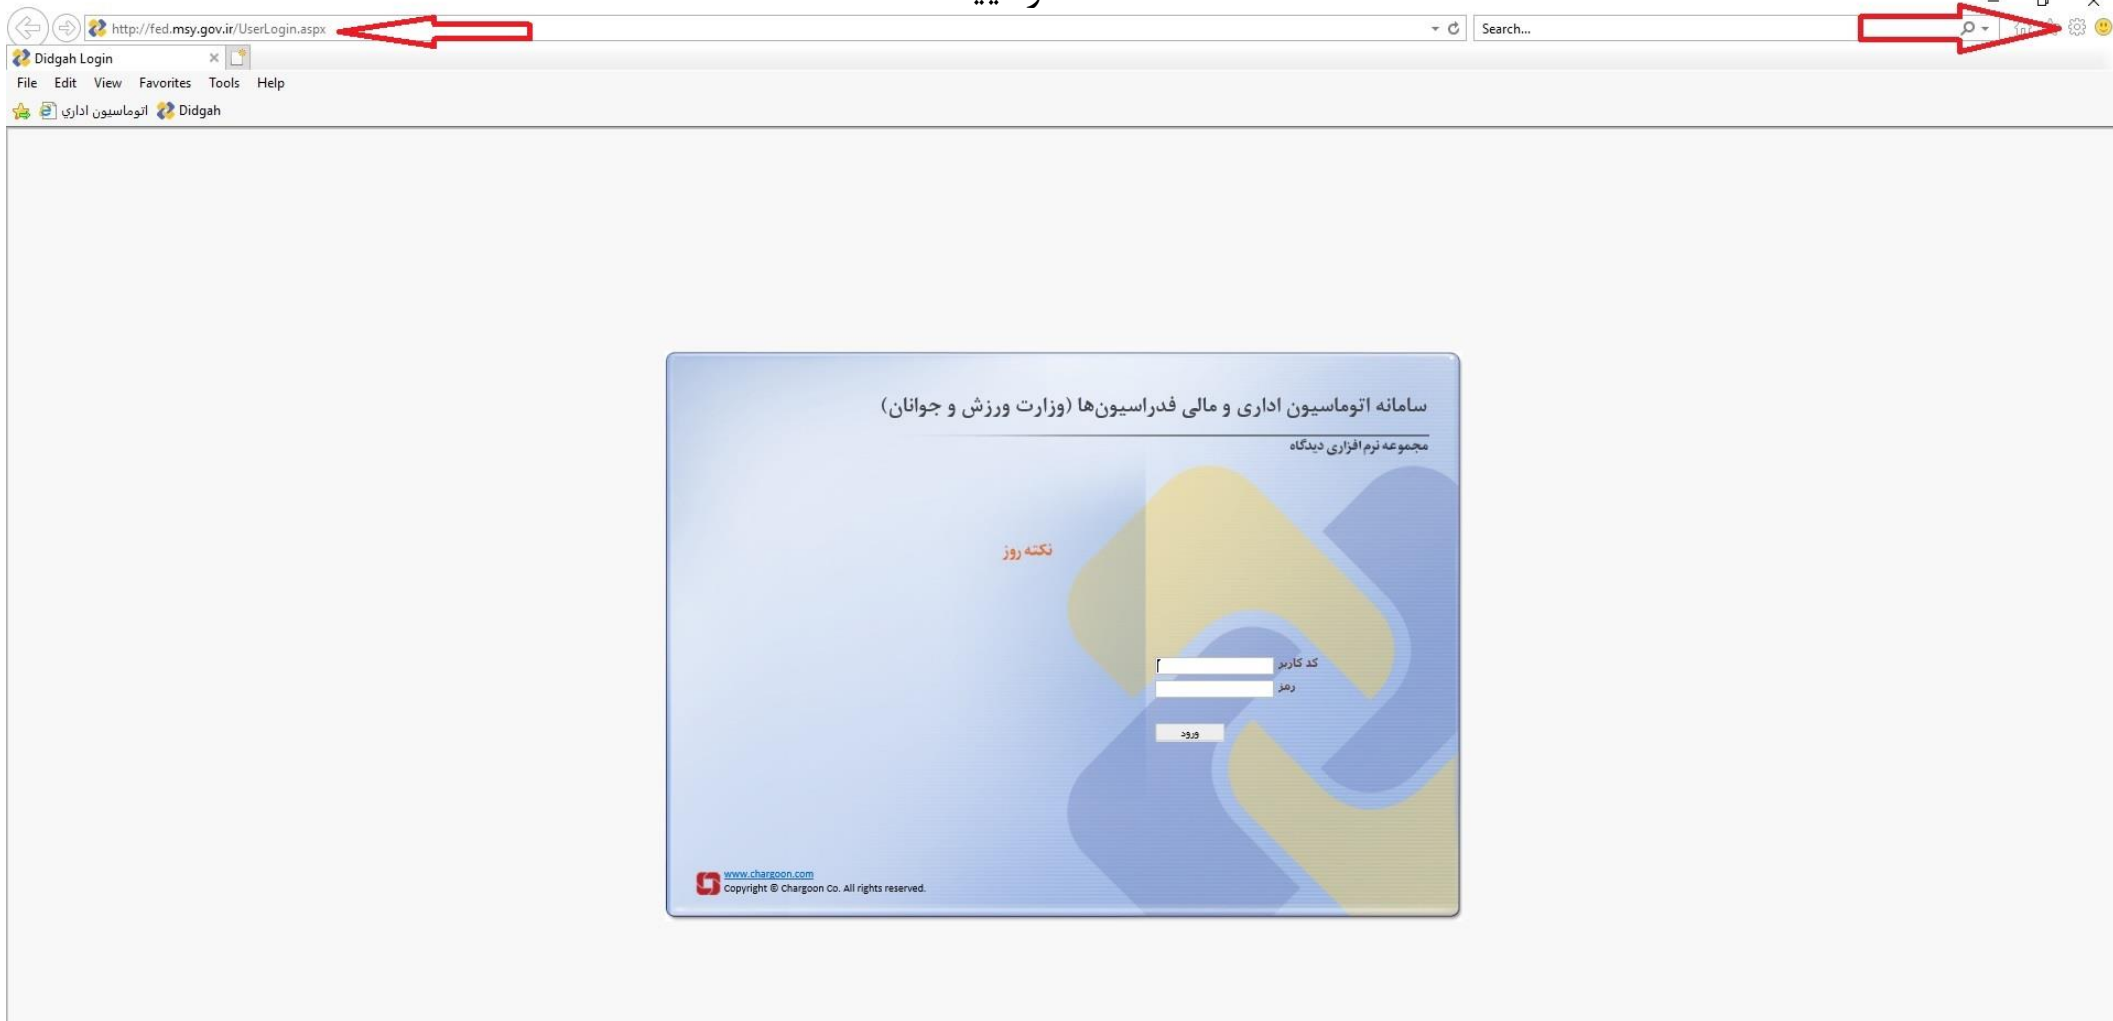 http://fed.msy.gov.ir/UserLogin.aspx
Search...
Didgah Login
File Edit View Favorites Tools Help
اتوماسيون اداري Didgah
سامانه اتوماسیون اداری و مالی فدراسیون‌ها (وزارت ورزش و جوانان)
مجموعه نرم افزاری دیدگاه
نکته روز
کد کاربر
رمز
ورود
www.chargoon.com
Copyright © Chargoon Co. All rights reserved.